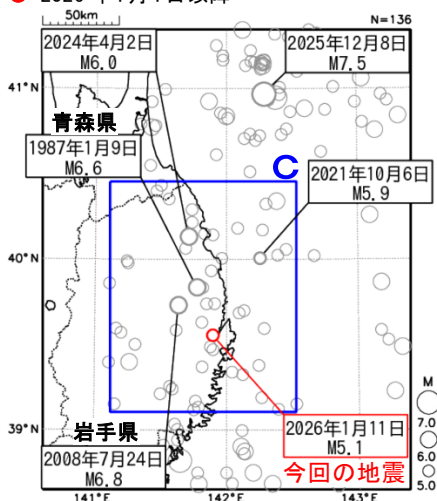 50km
N=136
2024年4月2日
M6.0
2025年12月8日
M7.5
41°N
青森県
1987年1月9日
M6.6
C
2021年10月6日
M5.9
40°N
39°N
岩手県
2008年7月24日
M6.8
2026年1月11日
M5.1
今回の地震
M
7.0
6.0
5.0
141°E
142°E
143°E